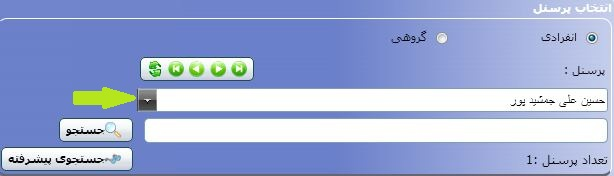 انتخاب پرسنل
انفرادی گروهی
پرسنل :
حسین علی جمشید پور
جستجو
تعداد پرسنل :1 جستجوی پیشرفته